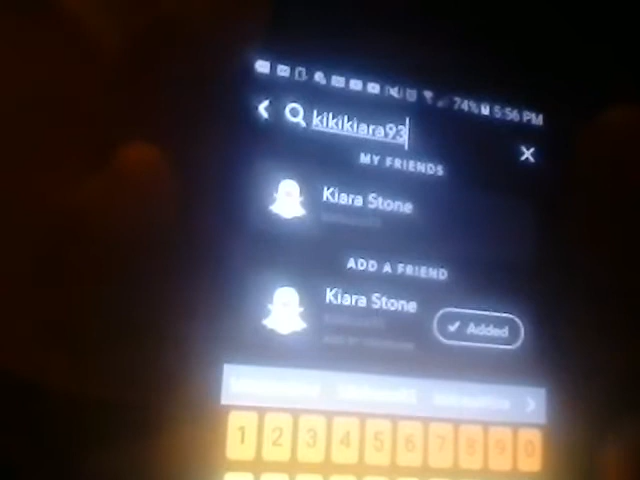 74% 5:56 PM
kikikiara93
MY FRIENDS
Kiara Stone
ADD A FRIEND
Kiara Stone
Added
1 2 3 4 5 6 7 8 9 0